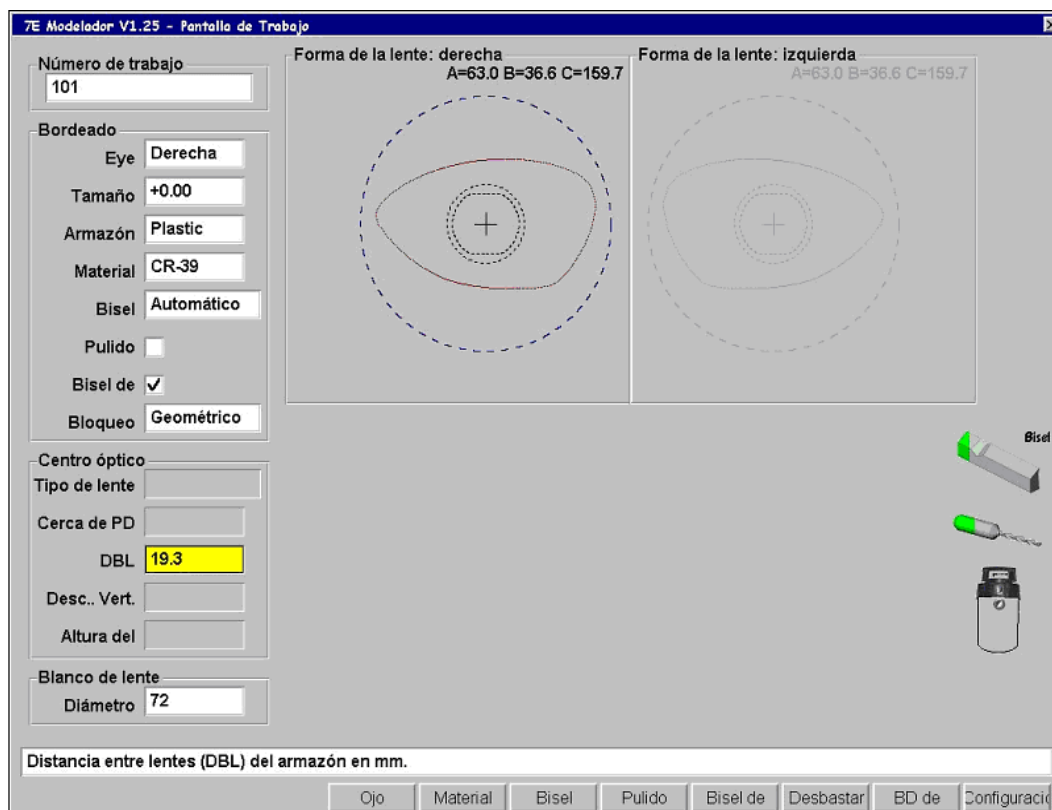 7E Modelador V1.25 - Pantalla de Trabajo
Número de trabajo
101
Bordeado
Eye Derecha
Tamaño +0.00
Armazón Plastic
Material CR-39
Bisel Automático
Pulido
Bisel de
Bloqueo Geométrico
Centro óptico
Tipo de lente
Cerca de PD
DBL 19.3
Desc.. Vert.
Altura del
Blanco de lente
Diámetro 72
Forma de la lente: derecha
A=63.0 B=36.6 C=159.7
Forma de la lente: izquierda
A=63.0 B=36.6 C=159.7
Bisel
Distancia entre lentes (DBL) del armazón en mm.
Ojo Material Bisel Pulido Bisel de Desbastar BD de Configuració